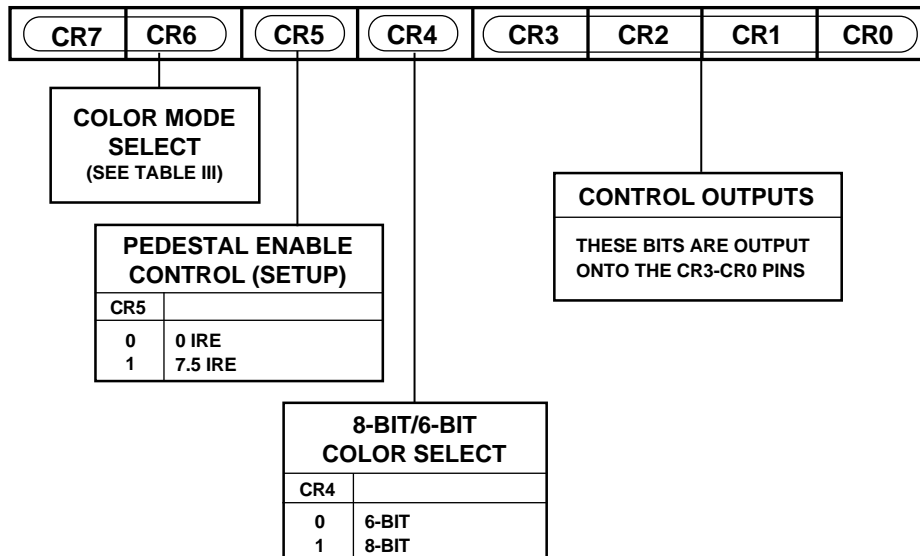 CR7 CR6 CR5 CR4 CR3 CR2 CR1 CR0
COLOR MODE
SELECT
(SEE TABLE III)
CONTROL OUTPUTS
THESE BITS ARE OUTPUT
ONTO THE CR3-CR0 PINS
PEDESTAL ENABLE
CONTROL (SETUP)
CR5
0 0 IRE
1 7.5 IRE
8-BIT/6-BIT
COLOR SELECT
CR4
0 6-BIT
1 8-BIT